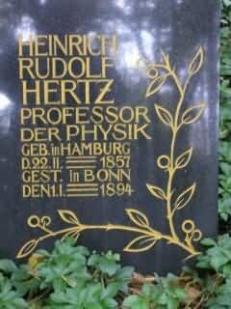 HEINRICH
RUDOLF
HERTZ
PROFESSOR
DER PHYSIK
GEB. in HAMBURG
D. 22. II. 1857
GEST. in BONN
DEN 1. I. 1894